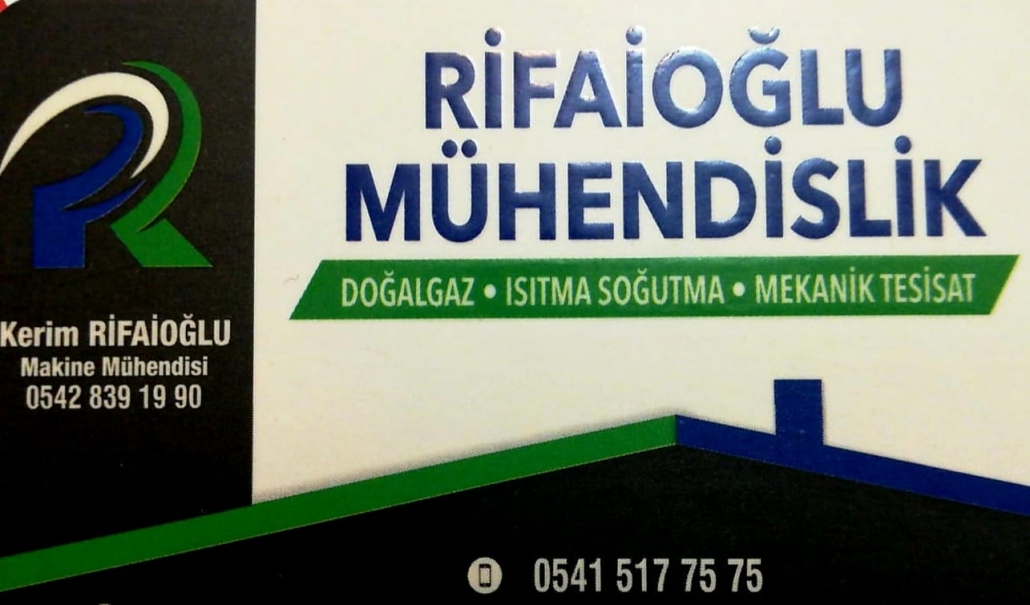 RİFAİOĞLU
MÜHENDİSLİK
DOĞALGAZ • ISITMA SOĞUTMA • MEKANİK TESİSAT
Kerim RİFAİOĞLU
Makine Mühendisi
0542 839 19 90
0541 517 75 75